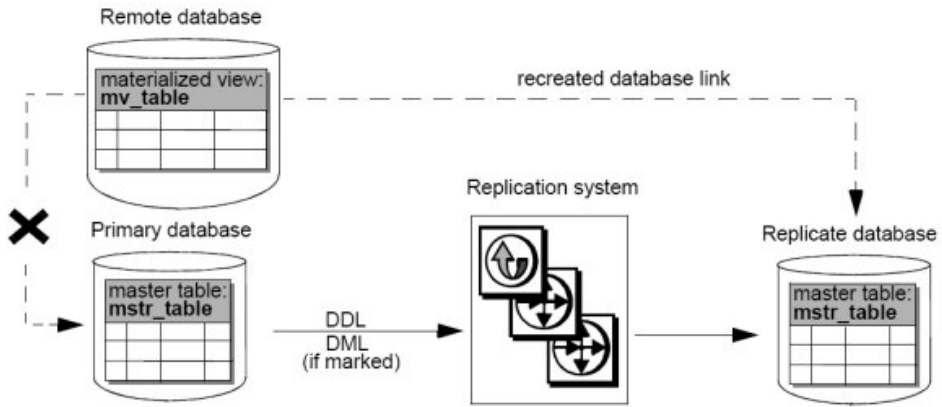 Remote database
materialized view:
mv_table
recreated database link
Replication system
Primary database
Replicate database
master table:
mstr_table
DDL
DML
(if marked)
master table:
mstr_table